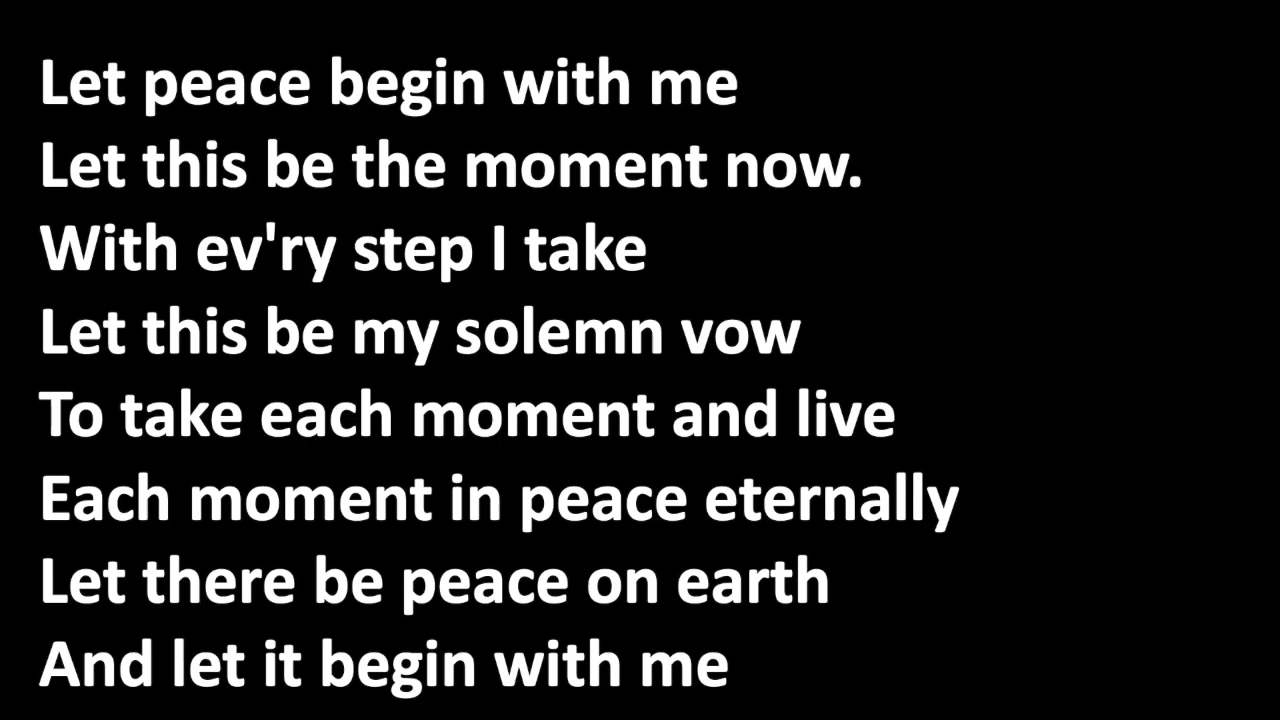 Let peace begin with me
Let this be the moment now.
With ev'ry step I take
Let this be my solemn vow
To take each moment and live
Each moment in peace eternally
Let there be peace on earth
And let it begin with me